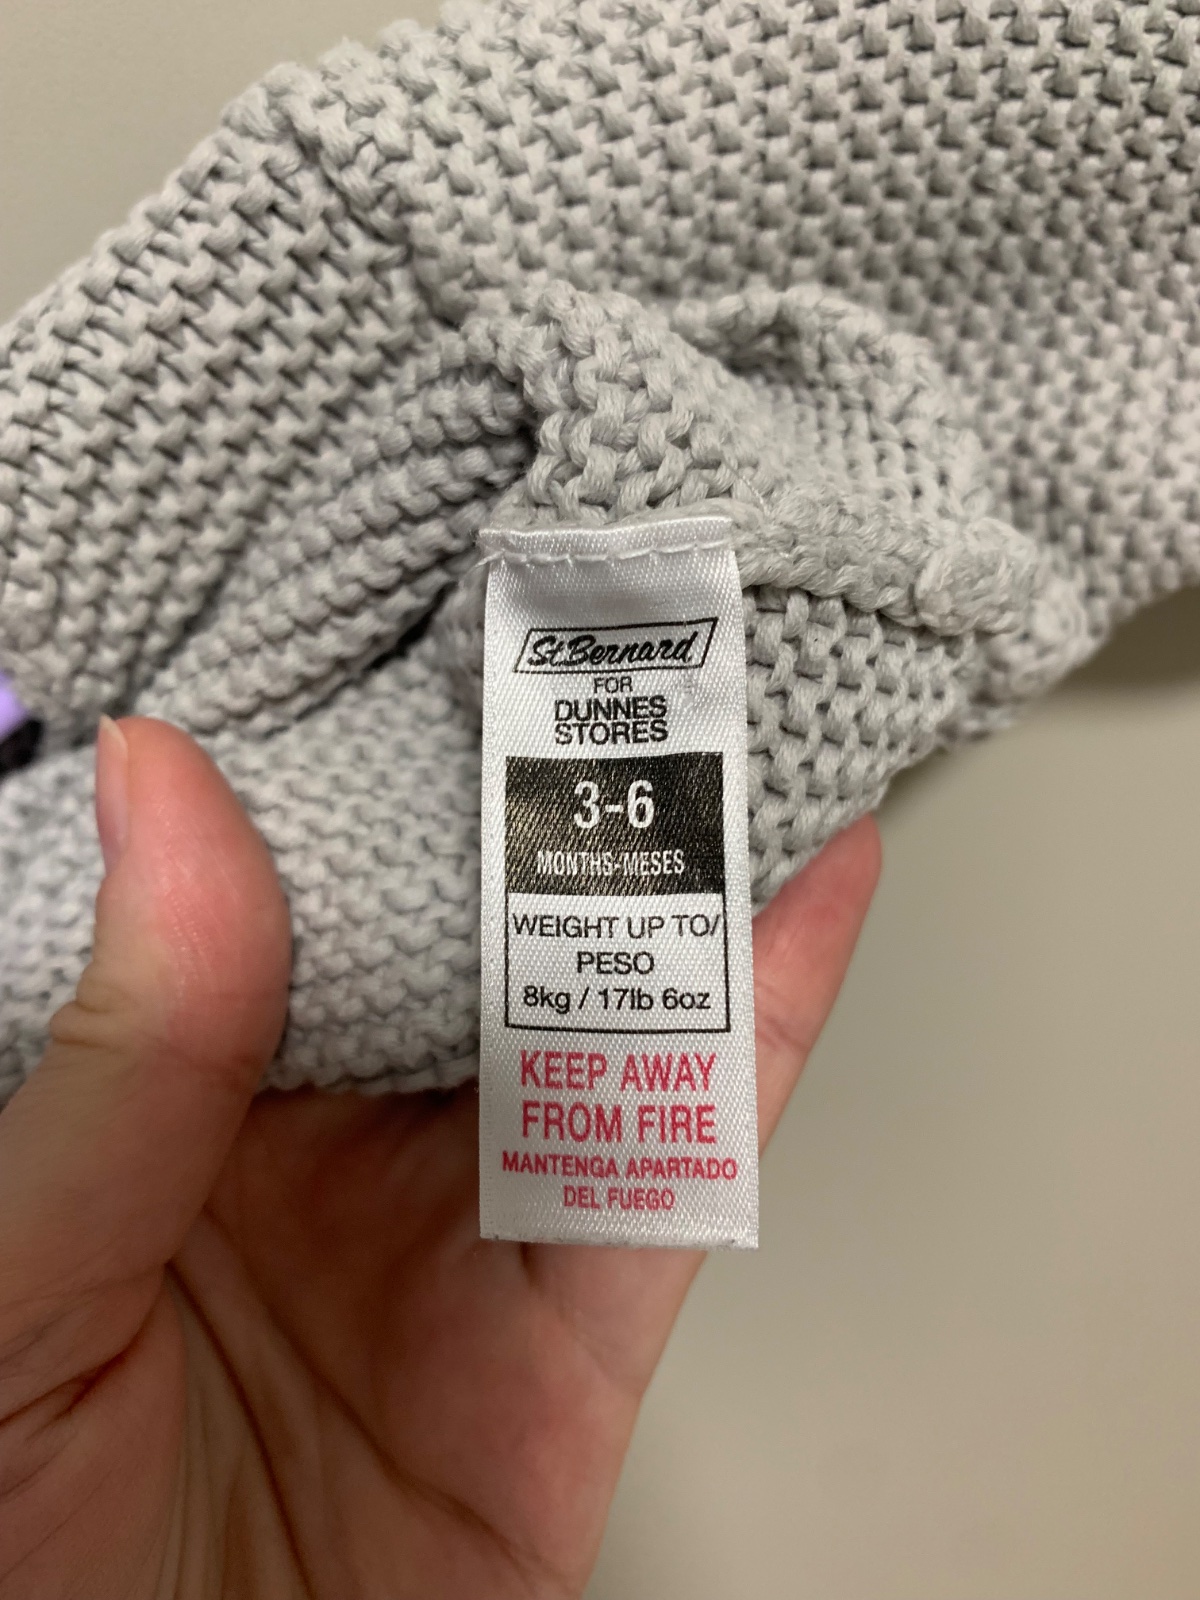 St.Bernard
FOR
DUNNES
STORES
3-6
MONTHS-MESES
WEIGHT UP TO/
PESO
8kg / 17lb 6oz
KEEP AWAY
FROM FIRE
MANTENGA APARTADO
DEL FUEGO